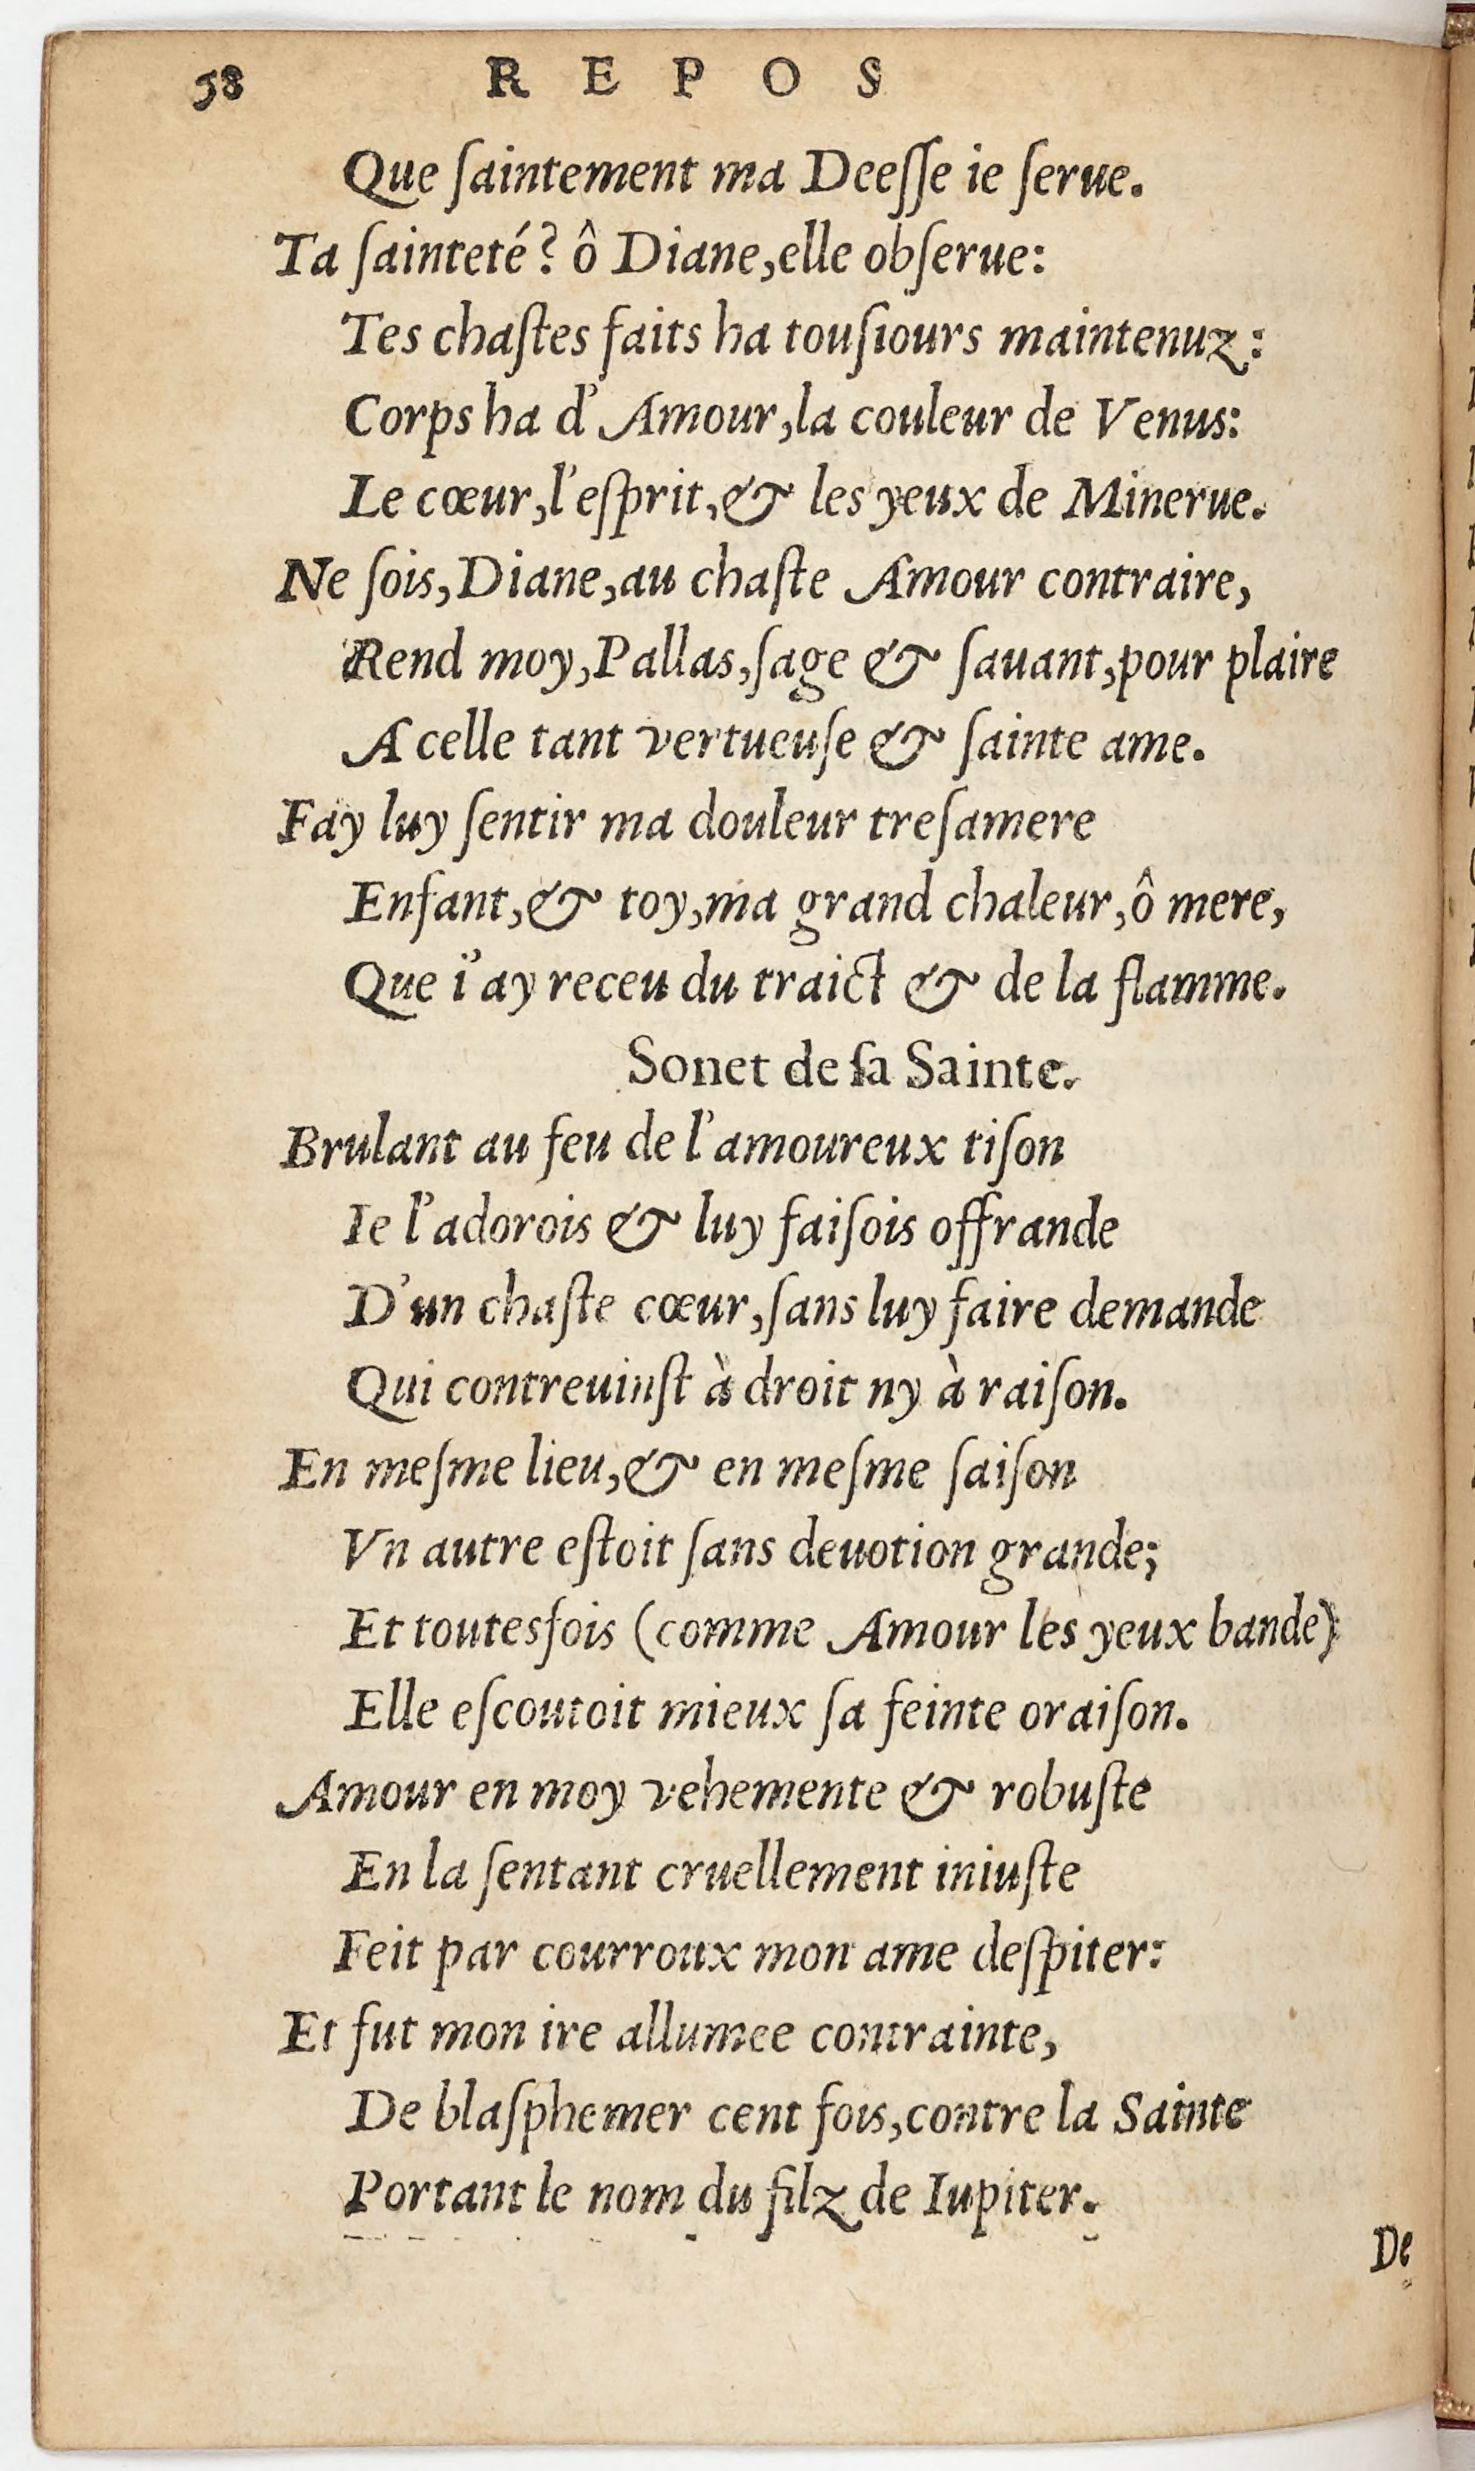 58 REPOS
Que ſaintement ma Deeſſe ie ſerue.
Ta ſainteté? ô Diane,elle obſerue:
Tes chaſtes faits ha touſiours maintenuz:
Corps ha d'Amour,la couleur de Venus:
Le cœur,l'eſprit,& les yeux de Minerue.
Ne ſois,Diane,au chaſte Amour contraire,
Rend moy,Pallas,ſage & ſauant,pour plaire
A celle tant vertueuſe & ſainte ame.
Fay luy ſentir ma douleur treſamere
Enfant,& toy,ma grand chaleur,ô mere,
Que i'ay receu du traict & de la flamme.
Sonet de ſa Sainte.
Brulant au feu de l'amoureux tiſon
Ie l'adorois & luy faiſois offrande
D'un chaſte cœur,ſans luy faire demande
Qui contreuinſt à droit ny à raiſon.
En meſme lieu,& en meſme ſaiſon
Vn autre eſtoit ſans deuotion grande;
Et toutesfois (comme Amour les yeux bande)
Elle eſcoutoit mieux ſa feinte oraiſon.
Amour en moy vehemente & robuſte
En la ſentant cruellement iniuſte
Feit par courroux mon ame deſpiter:
Et fut mon ire allumee contrainte,
De blaſphemer cent fois,contre la Sainte
Portant le nom du filz de Iupiter.
De